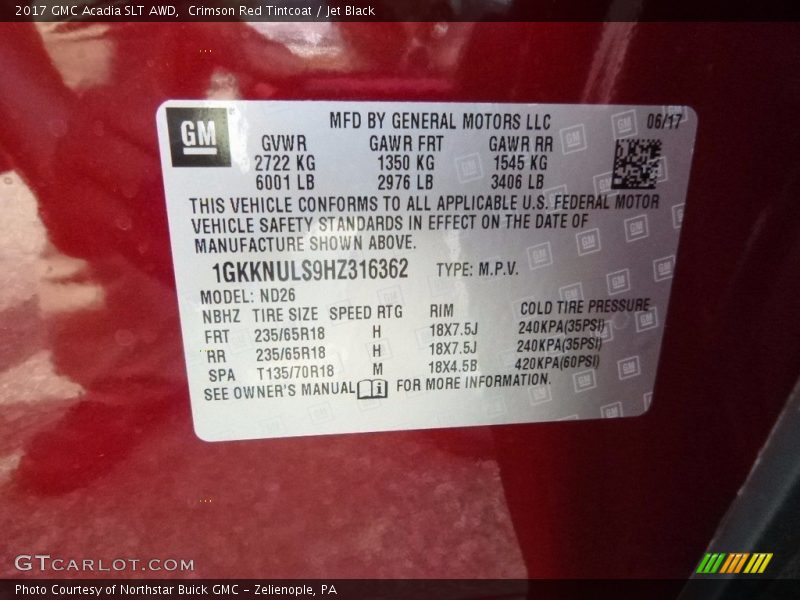 2017 GMC Acadia SLT AWD, Crimson Red Tintcoat / Jet Black
GM MFD BY GENERAL MOTORS LLC 06/17
GVWR GAWR FRT GAWR RR
2722 KG 1350 KG 1545 KG
6001 LB 2976 LB 3406 LB
THIS VEHICLE CONFORMS TO ALL APPLICABLE U.S. FEDERAL MOTOR
VEHICLE SAFETY STANDARDS IN EFFECT ON THE DATE OF
MANUFACTURE SHOWN ABOVE.
1GKKNULS9HZ316362 TYPE: M.P.V.
MODEL: ND26
NBHZ TIRE SIZE SPEED RTG RIM COLD TIRE PRESSURE
FRT 235/65R18 H 18X7.5J 240KPA(35PSI)
RR 235/65R18 H 18X7.5J 240KPA(35PSI)
SPA T135/70R18 M 18X4.5B 420KPA(60PSI)
SEE OWNER'S MANUAL FOR MORE INFORMATION.
GTCARLOT.COM
Photo Courtesy of Northstar Buick GMC - Zelienople, PA